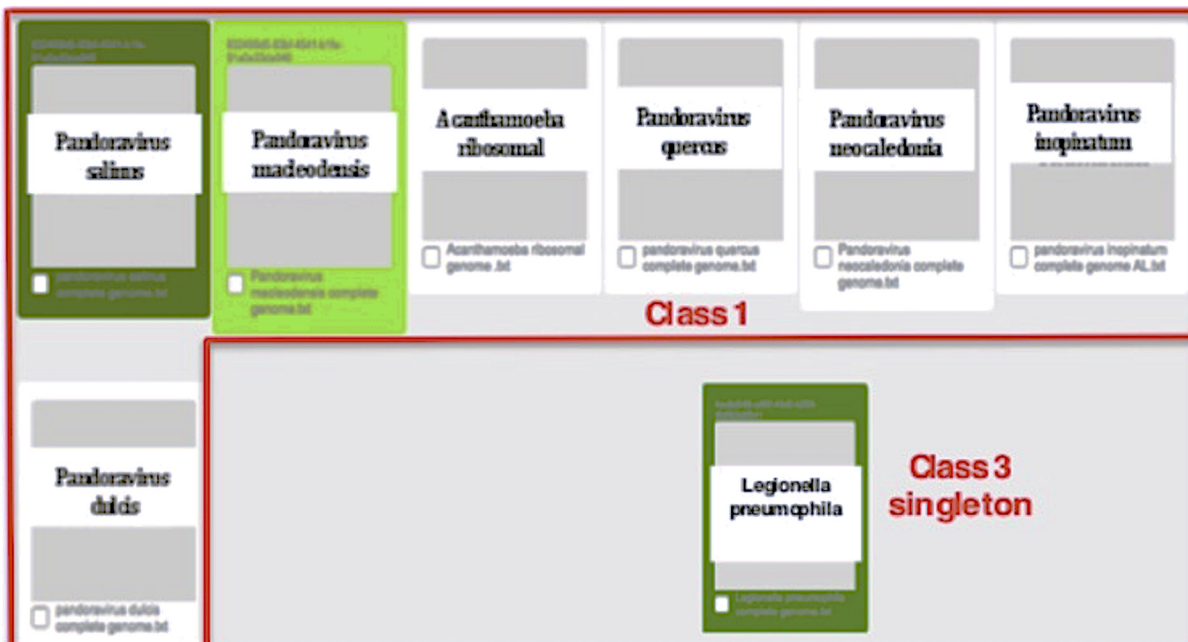 Pandoravirus
salinus
pandoravirus salinus
complete genome.txt
Pandoravirus
macleodensis
Pandoravirus
macleodensis complete
genome.txt
Acanthamoeba
ribosomal
Acanthamoeba ribosomal
genome .txt
Pandoravirus
quercus
pandoravirus quercus
complete genome.txt
Pandoravirus
neocaledonia
Pandoravirus
neocaledonia complete
genome.txt
Pandoravirus
inopinatum
pandoravirus inopinatum
complete genome AL.txt
Class 1
Pandoravirus
dulcis
pandoravirus dulcis
complete genome.txt
Legionella
pneumophila
Legionella pneumophila
complete genome.txt
Class 3
singleton